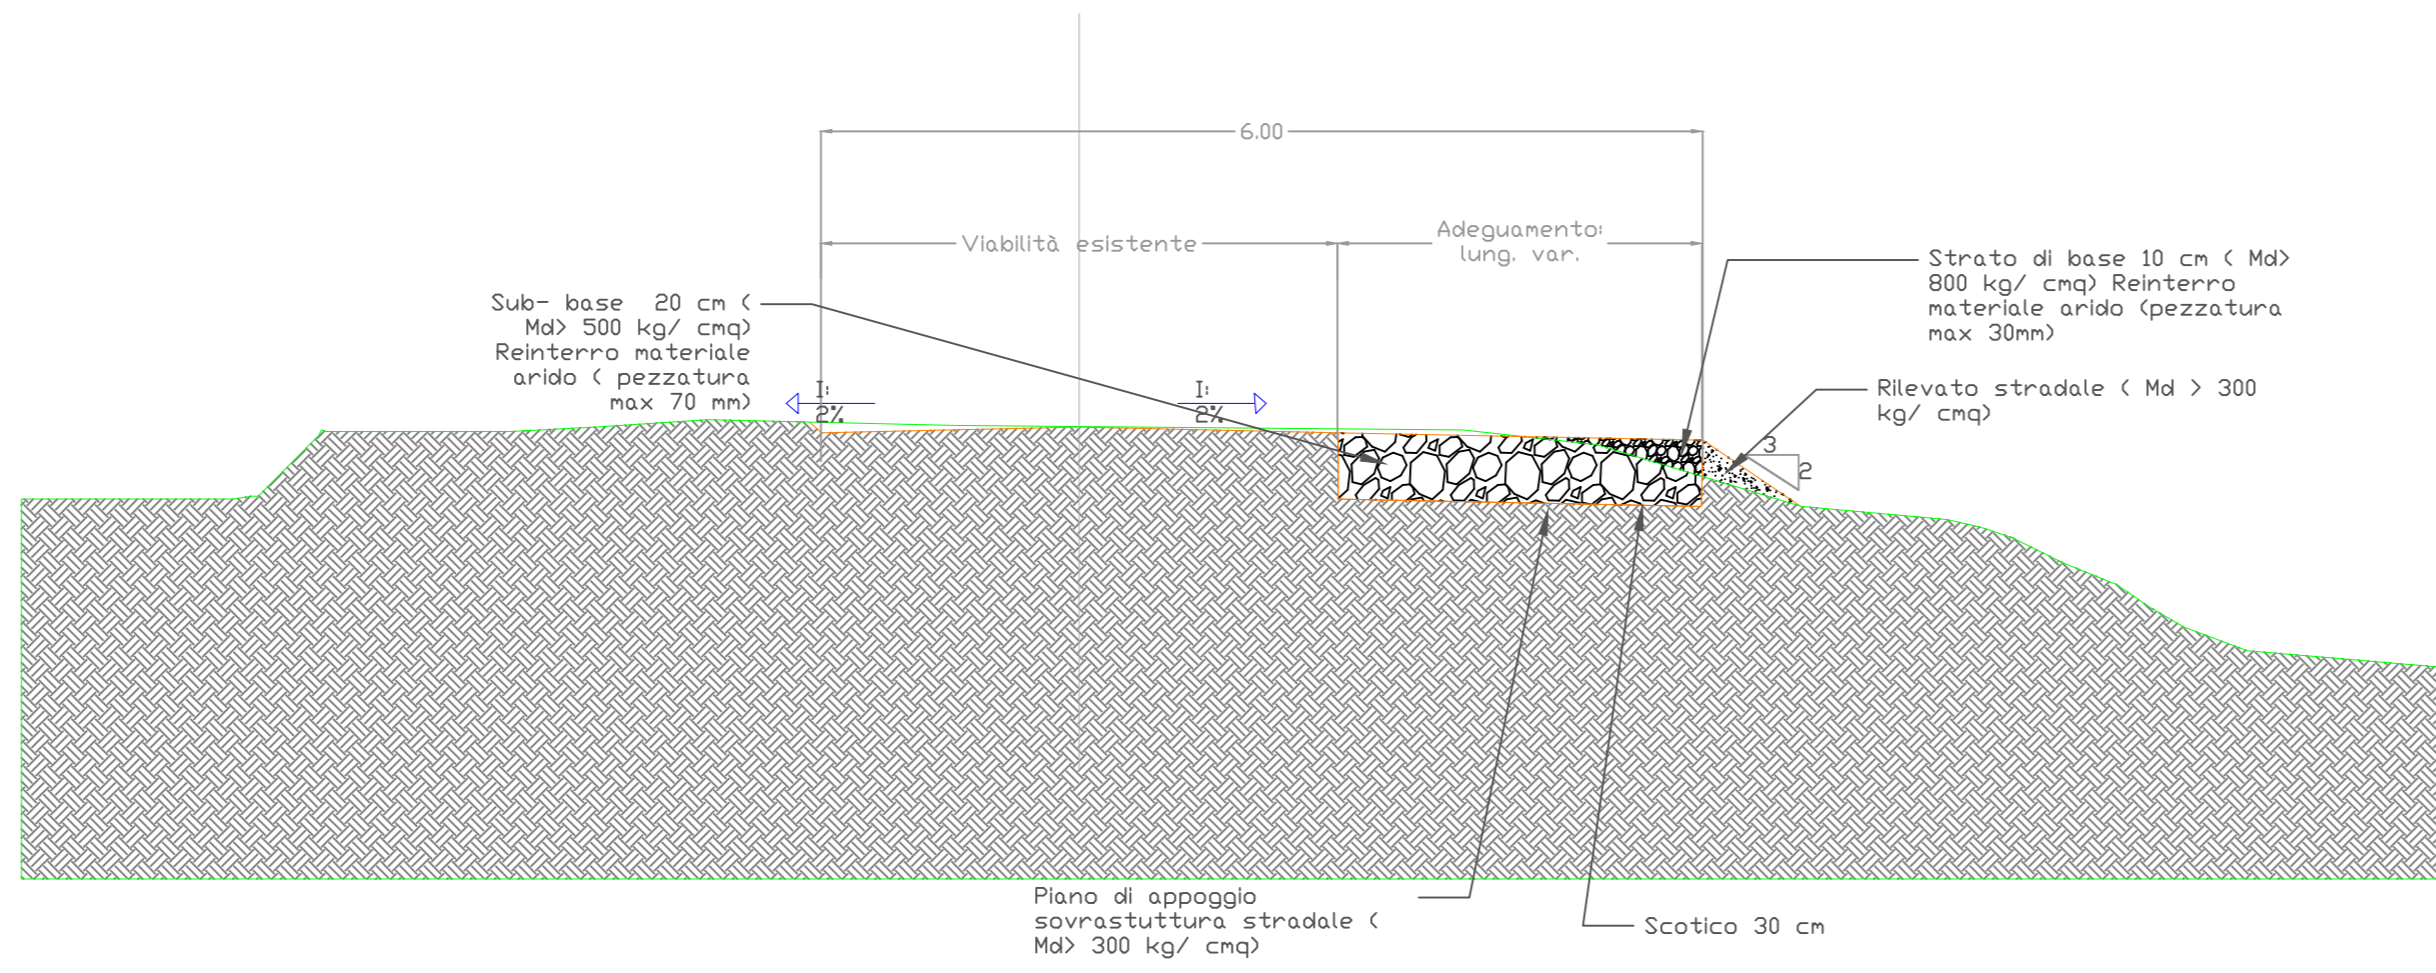 6.00
Viabilità esistente
Adeguamento:
lung. var.
Strato di base 10 cm ( Md>
800 kg/ cmq) Reinterro
materiale arido (pezzatura
max 30mm)
Sub- base  20 cm (
Md> 500 kg/ cmq)
Reinterro materiale
arido ( pezzatura
max 70 mm)
I:
2%
I:
2%
Rilevato stradale ( Md > 300
kg/ cmq)
3
2
Piano di appoggio
sovrastuttura stradale (
Md> 300 kg/ cmq)
Scotico 30 cm